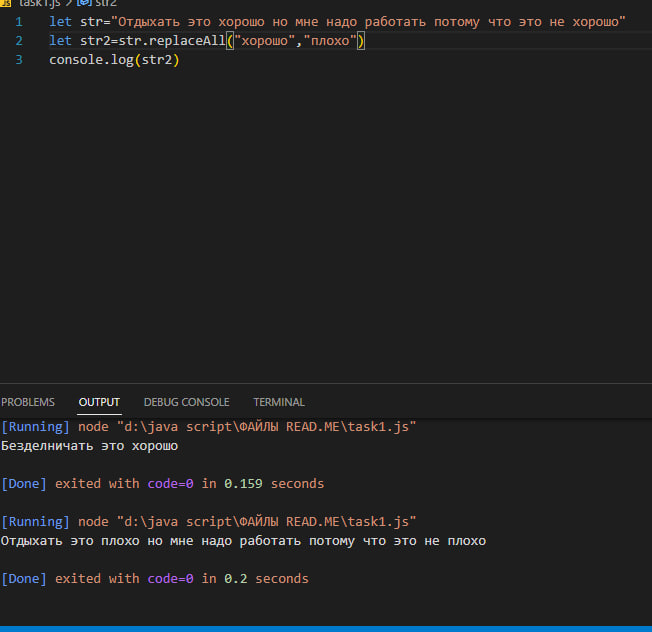 JS task1.js > str2
1 let str="Отдыхать это хорошо но мне надо работать потому что это не хорошо"
2 let str2=str.replaceAll("хорошо","плохо")
3 console.log(str2)
PROBLEMS OUTPUT DEBUG CONSOLE TERMINAL
[Running] node "d:\java script\ФАЙЛЫ READ.ME\task1.js"
Безделничать это хорошо
[Done] exited with code=0 in 0.159 seconds
[Running] node "d:\java script\ФАЙЛЫ READ.ME\task1.js"
Отдыхать это плохо но мне надо работать потому что это не плохо
[Done] exited with code=0 in 0.2 seconds